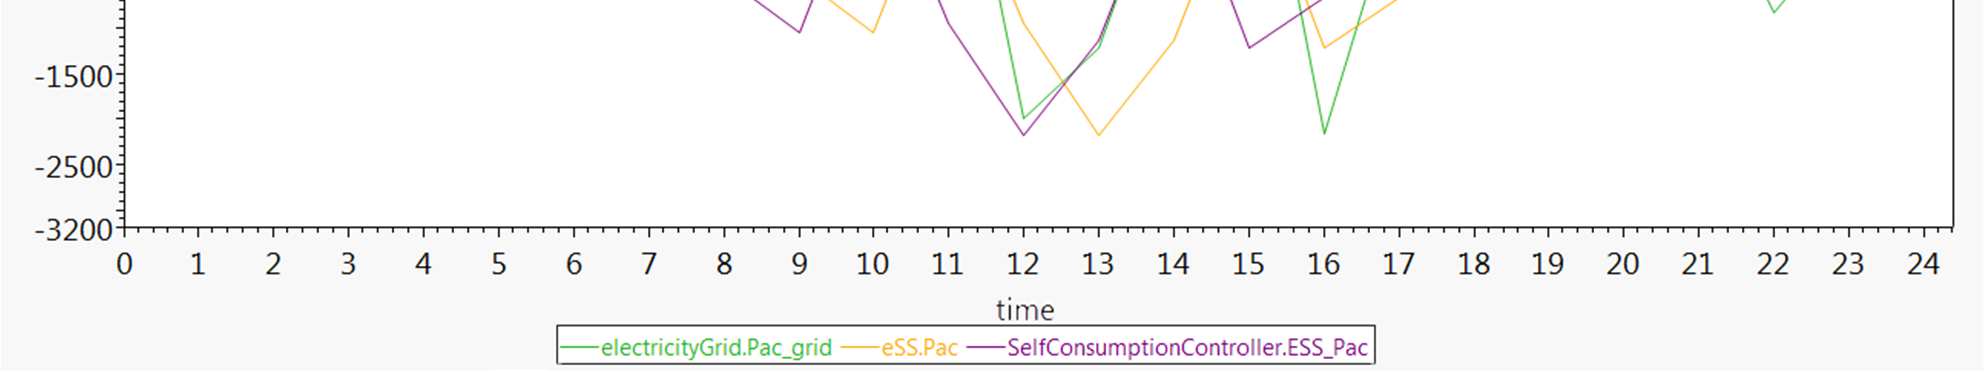 -1500
-2500
-3200
0 1 2 3 4 5 6 7 8 9 10 11 12 13 14 15 16 17 18 19 20 21 22 23 24
time
electricityGrid.Pac_grid eSS.Pac SelfConsumptionController.ESS_Pac